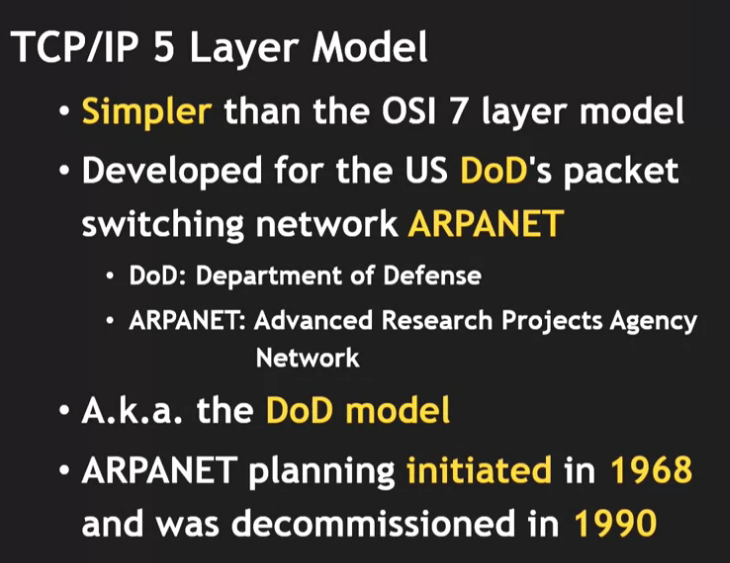 TCP/IP 5 Layer Model
• Simpler than the OSI 7 layer model
• Developed for the US DoD's packet
switching network ARPANET
• DoD: Department of Defense
• ARPANET: Advanced Research Projects Agency
Network
• A.k.a. the DoD model
• ARPANET planning initiated in 1968
and was decommissioned in 1990